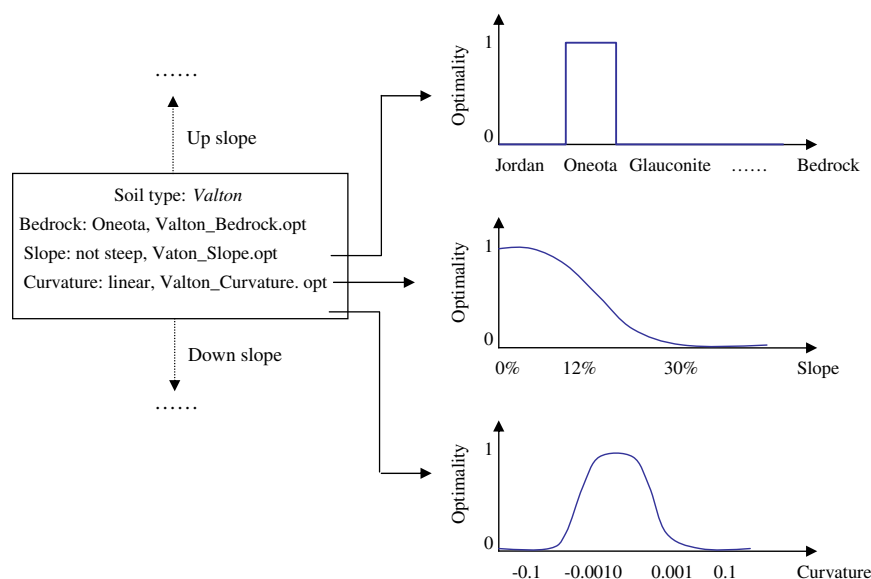 ……
Up slope
Soil type: Valton
Bedrock: Oneota, Valton_Bedrock.opt
Slope: not steep, Vaton_Slope.opt
Curvature: linear, Valton_Curvature. opt
Down slope
……
Optimality
1
0
Jordan Oneota Glauconite …… Bedrock
Optimality
1
0
0% 12% 30% Slope
Optimality
1
0
-0.1 -0.0010 0.001 0.1 Curvature